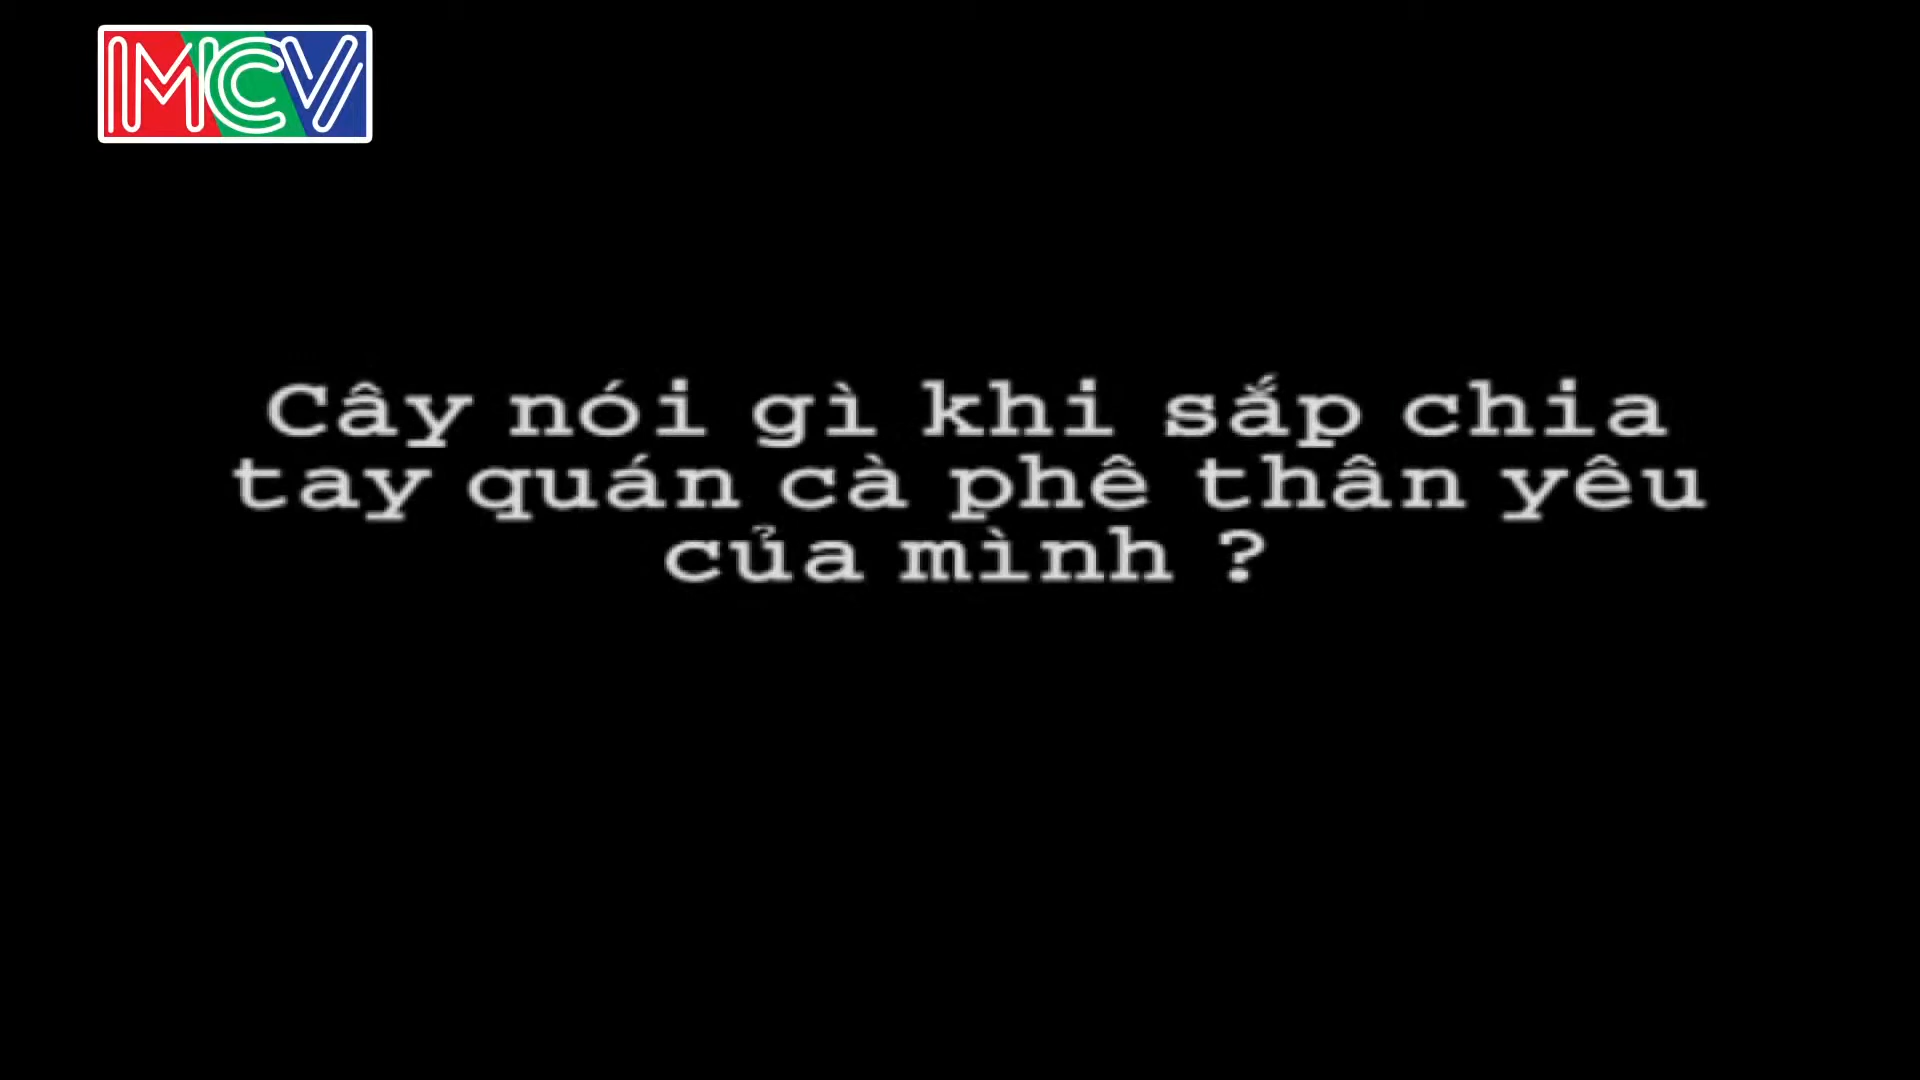 MCV
Cây nói gì khi sắp chia
tay quán cà phê thân yêu
của mình ?